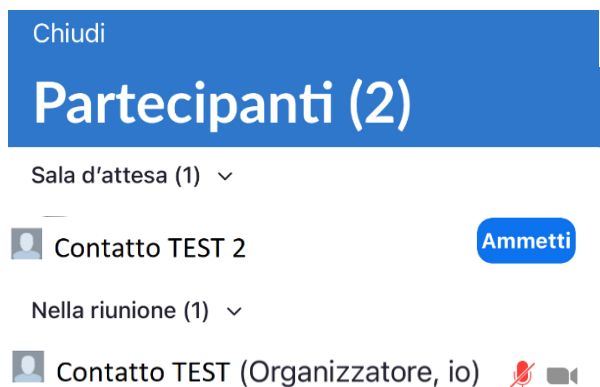 Chiudi
Partecipanti (2)
Sala d'attesa (1)
Contatto TEST 2
Ammetti
Nella riunione (1)
Contatto TEST (Organizzatore, io)